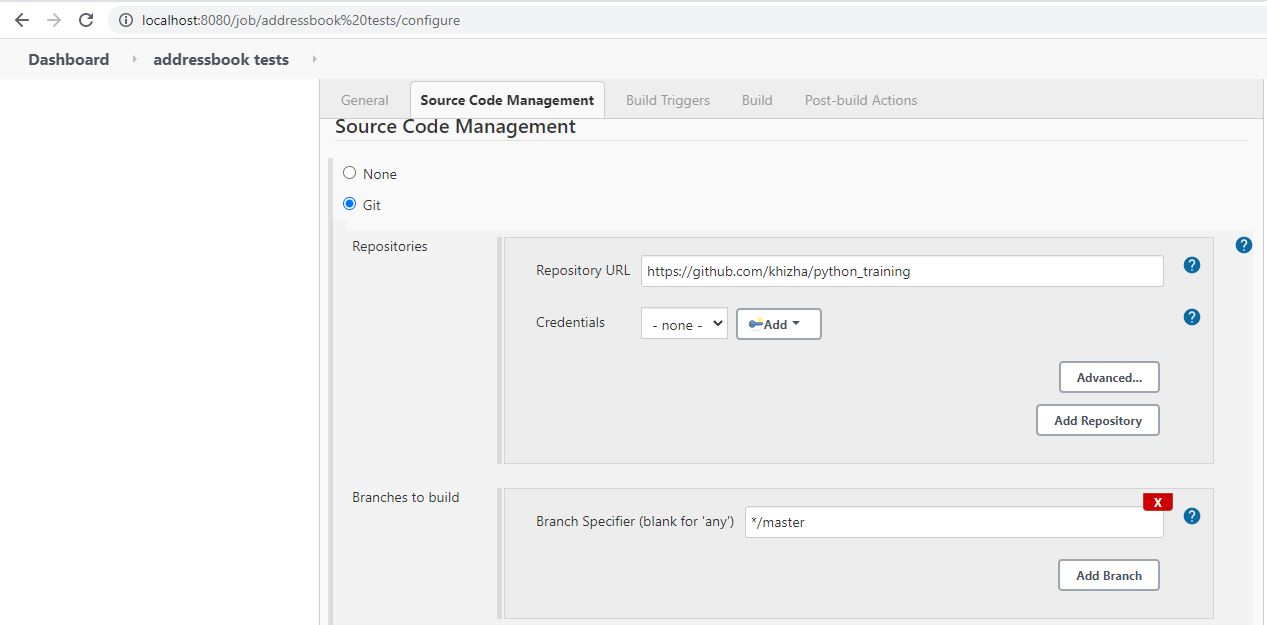 localhost:8080/job/addressbook%20tests/configure
Dashboard addressbook tests
General Source Code Management Build Triggers Build Post-build Actions
Source Code Management
None
Git
Repositories
?
Repository URL https://github.com/khizha/python_training ?
Credentials - none - Add ?
Advanced...
Add Repository
Branches to build
X
Branch Specifier (blank for 'any') */master ?
Add Branch